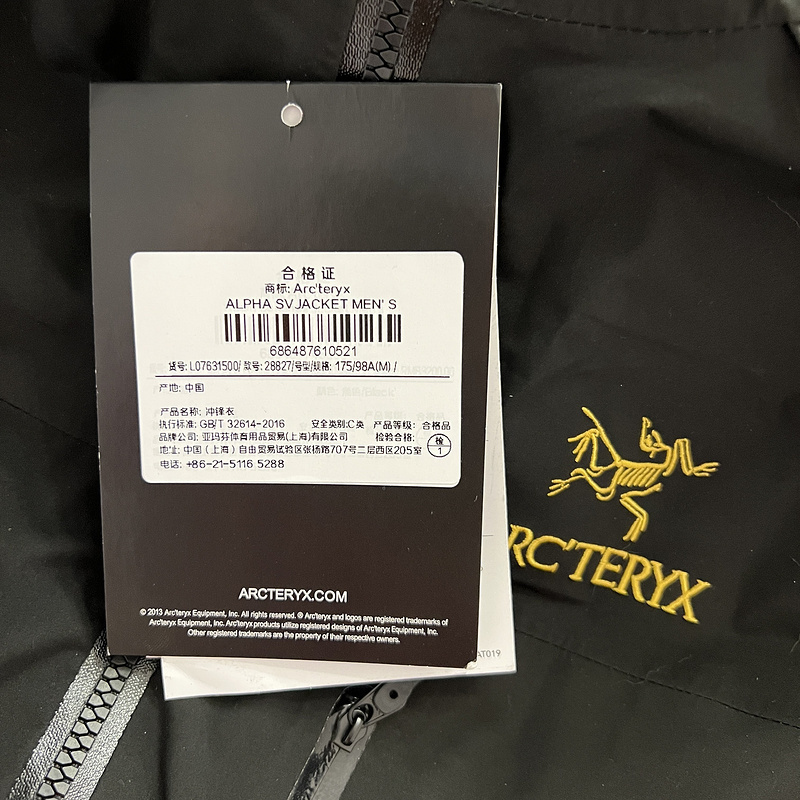 合格证
商标: Arc'teryx
ALPHA SVJACKET MEN' S
686487610521
货号: L07631500/ 款号: 28827/号型/规格: 175/98A(M) /
产地: 中国
产品名称: 冲锋衣
执行标准: GB/T 32614-2016 安全类别:C类 产品等级: 合格品
品牌公司: 亚玛芬体育用品贸易(上海)有限公司 检验合格: 检 1
地址: 中国(上海)自由贸易试验区张杨路707号二层西区205室
电话: +86-21-5116 5288
ARCTERYX.COM
© 2013 Arc'teryx Equipment, Inc. All rights reserved. ® Arc'teryx and logos are registered trademarks of
Arc'teryx Equipment, Inc. Arc'teryx products utilize registered designs of Arc'teryx Equipment, Inc.
Other registered trademarks are the property of their respective owners.
AT019
ARC'TERYX